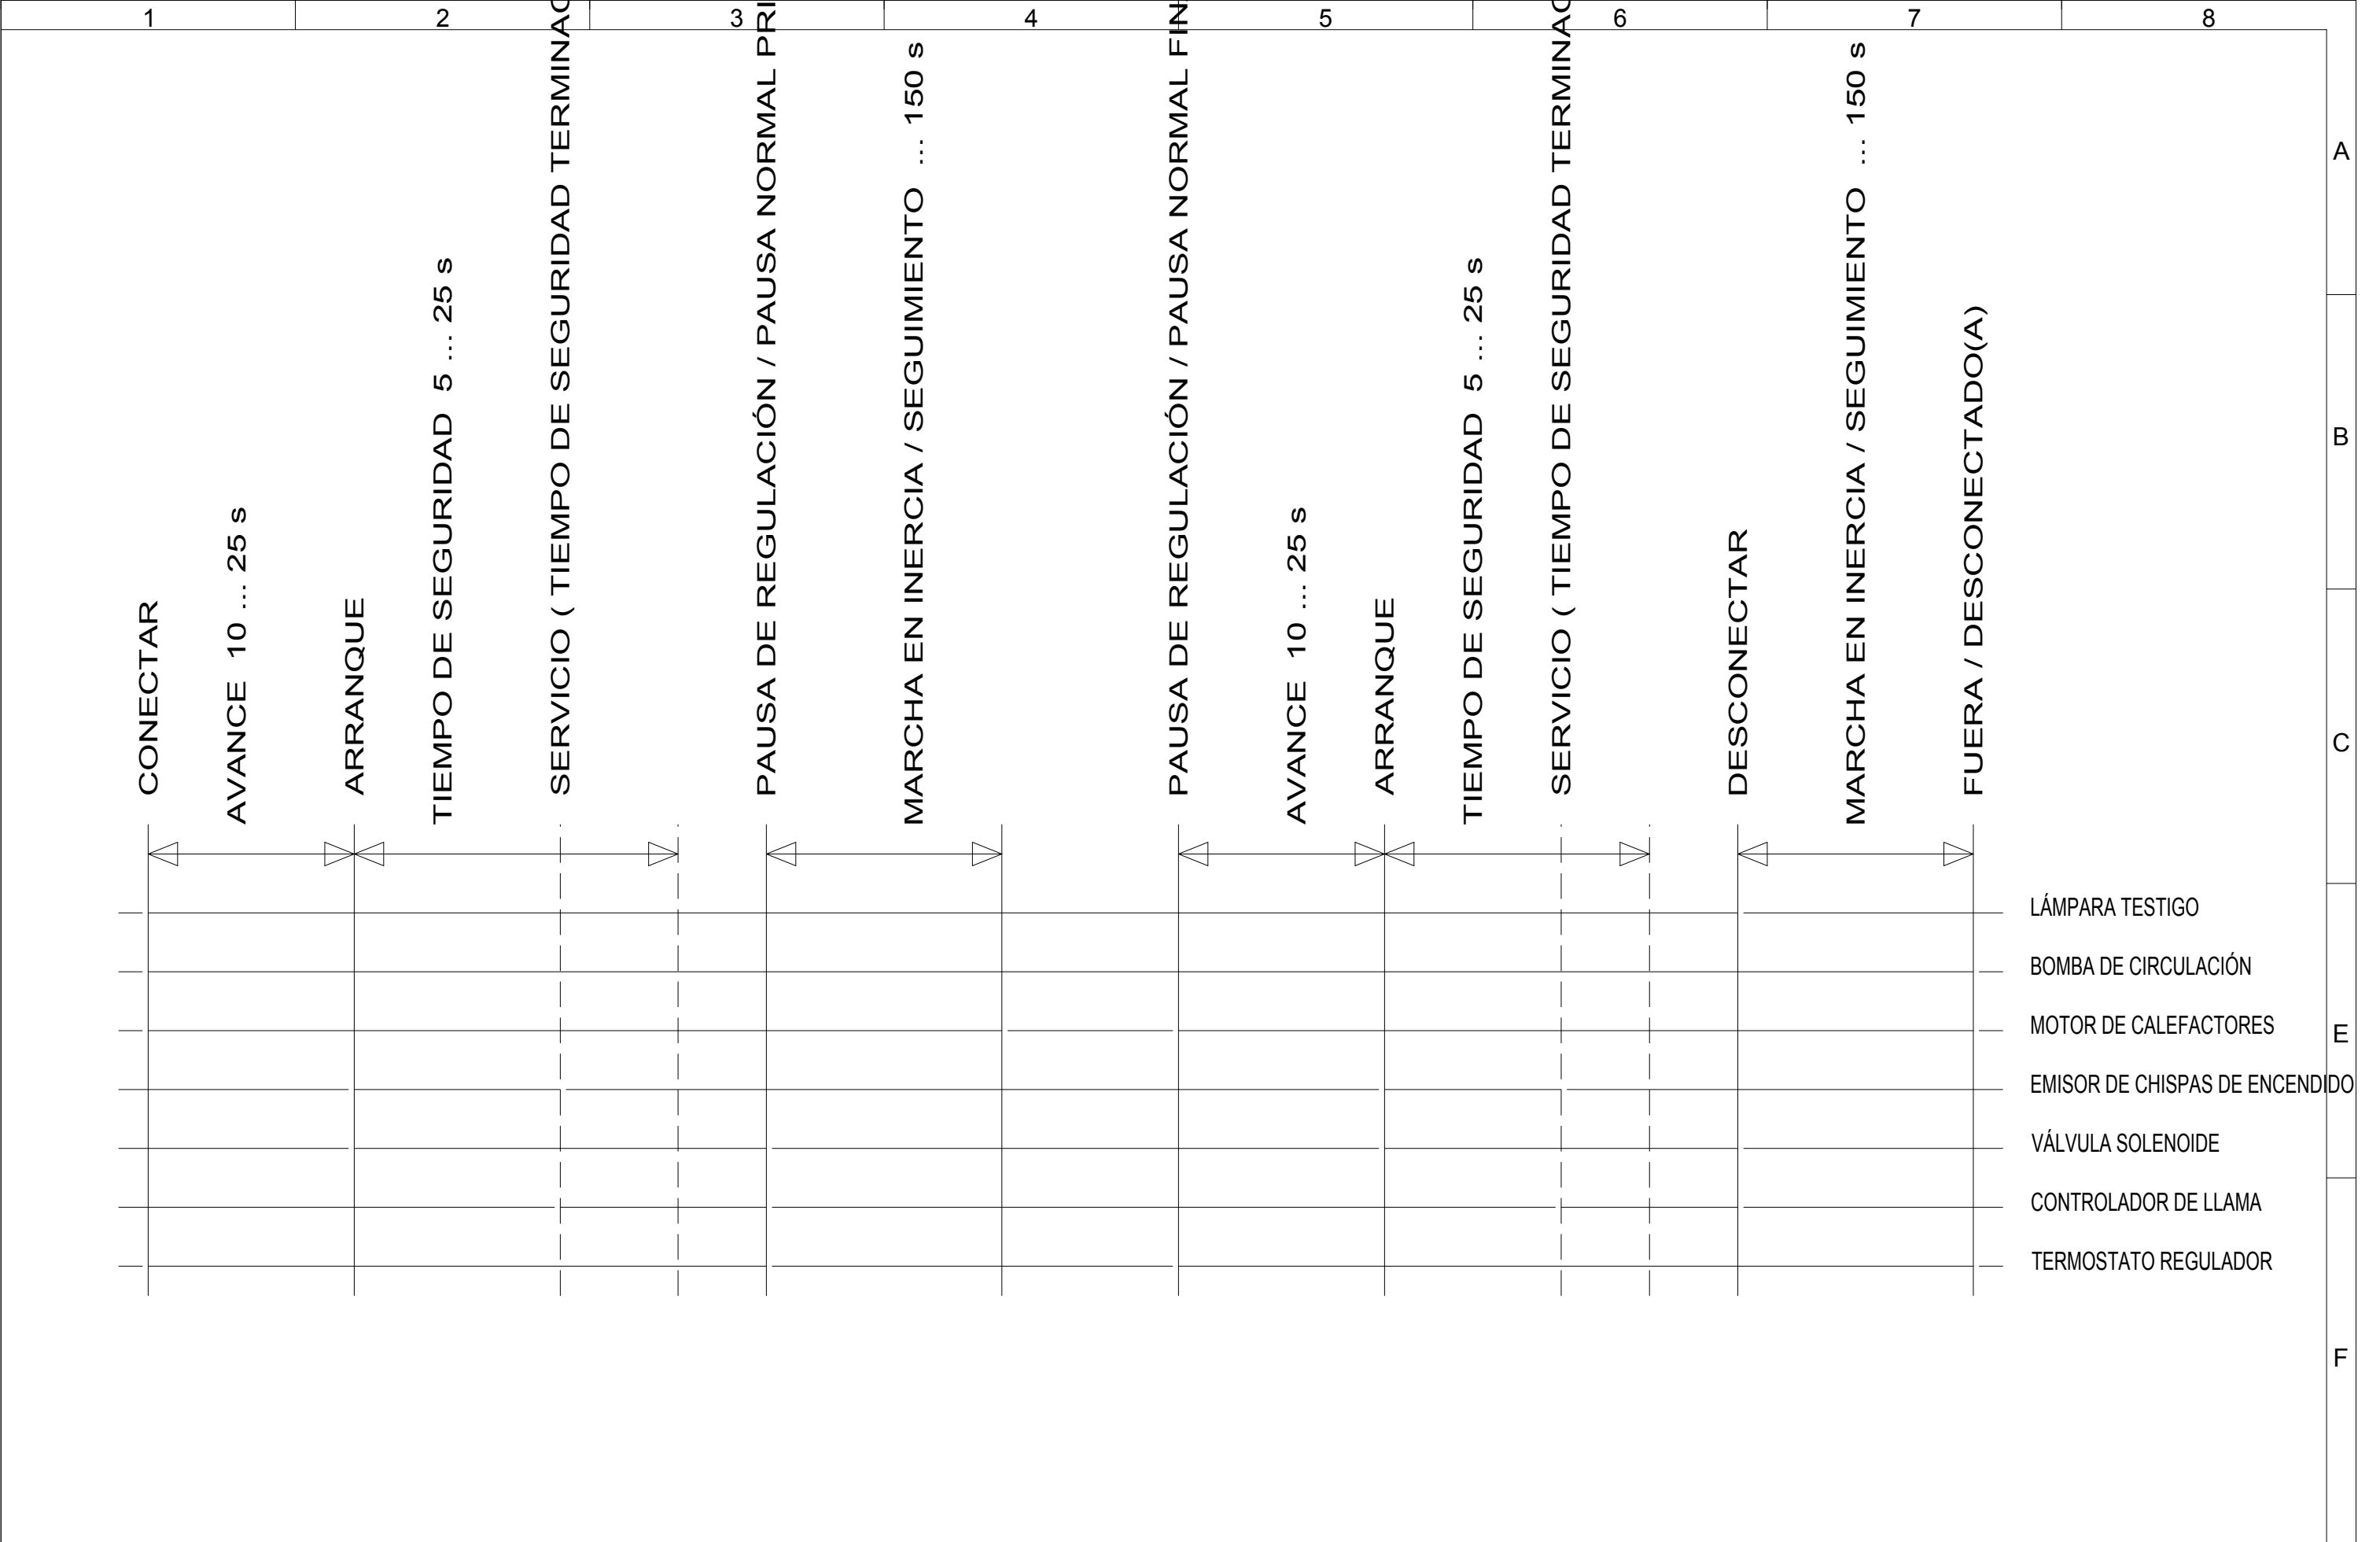 1 2 3 4 5 6 7 8
A
B
C
E
F
CONECTAR
AVANCE 10 ... 25 s
ARRANQUE
TIEMPO DE SEGURIDAD 5 ... 25 s
SERVICIO ( TIEMPO DE SEGURIDAD
PAUSA DE REGULACIÓN / PAUSA NORMAL
MARCHA EN INERCIA / SEGUIMIENTO ... 150 s
PAUSA DE REGULACIÓN / PAUSA NORMAL
AVANCE 10 ... 25 s
ARRANQUE
TIEMPO DE SEGURIDAD 5 ... 25 s
SERVICIO ( TIEMPO DE SEGURIDAD
DESCONECTAR
MARCHA EN INERCIA / SEGUIMIENTO ... 150 s
FUERA / DESCONECTADO(A)
LÁMPARA TESTIGO
BOMBA DE CIRCULACIÓN
MOTOR DE CALEFACTORES
EMISOR DE CHISPAS DE ENCENDIDO
VÁLVULA SOLENOIDE
CONTROLADOR DE LLAMA
TERMOSTATO REGULADOR